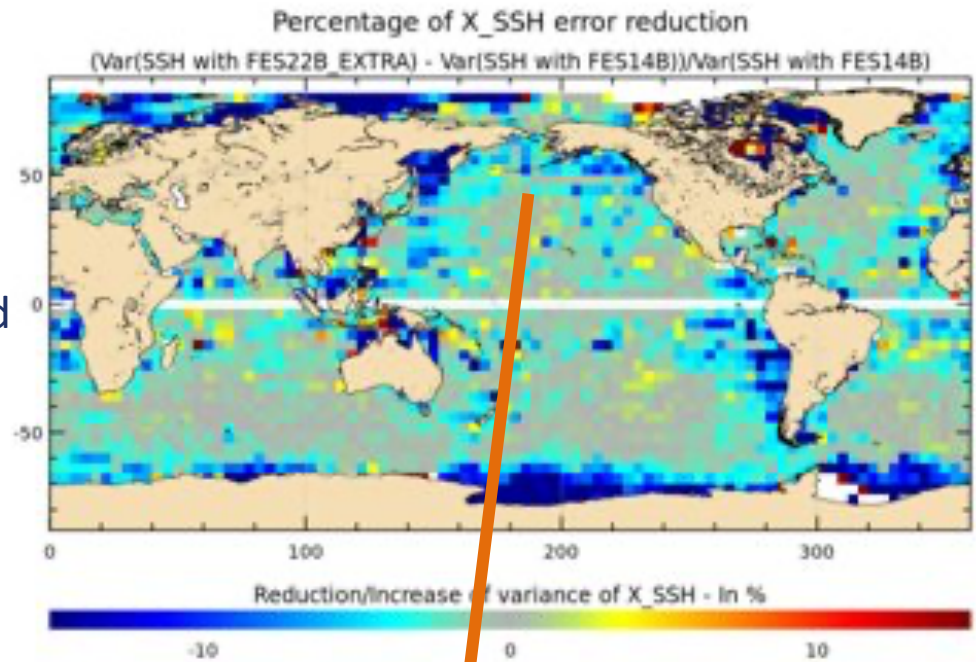 Percentage of X_SSH error reduction
(Var(SSH with FES22B_EXTRA) - Var(SSH with FES14B))/Var(SSH with FES14B)
50
d
0
-50
0 100 200 300
Reduction/Increase of variance of X_SSH - In %
-10 0 10